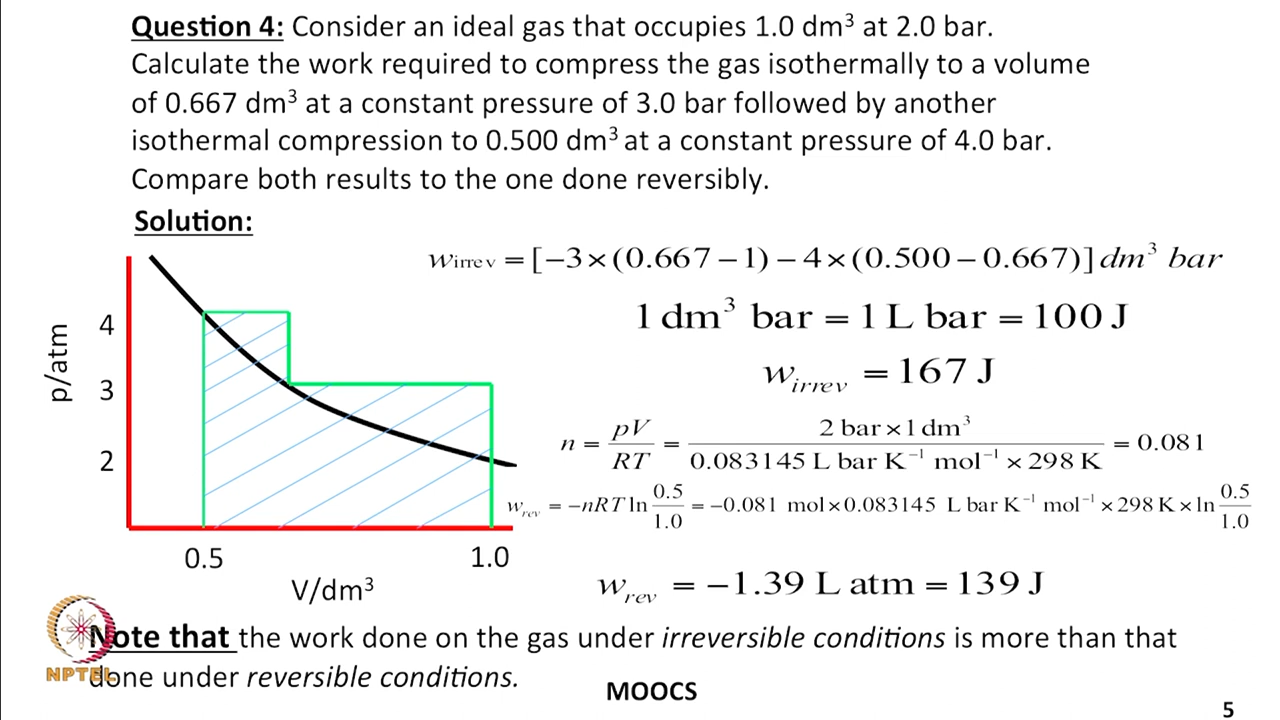 Question 4: Consider an ideal gas that occupies 1.0 dm³ at 2.0 bar.
Calculate the work required to compress the gas isothermally to a volume
of 0.667 dm³ at a constant pressure of 3.0 bar followed by another
isothermal compression to 0.500 dm³ at a constant pressure of 4.0 bar.
Compare both results to the one done reversibly.
Solution:
wirrev = [−3×(0.667−1)−4×(0.500−0.667)] dm³ bar
1 dm³ bar = 1 L bar = 100 J
wirrev = 167 J
n = pV/RT = 2 bar×1 dm³/0.083145 L bar K⁻¹ mol⁻¹ ×298 K = 0.081
wrev = −nRT ln 0.5/1.0 = −0.081 mol×0.083145 L bar K⁻¹ mol⁻¹ ×298 K×ln 0.5/1.0
wrev = −1.39 L atm = 139 J
p/atm
4
3
2
0.5 1.0
V/dm³
Note that the work done on the gas under irreversible conditions is more than that
done under reversible conditions.
NPTEL
MOOCS
5